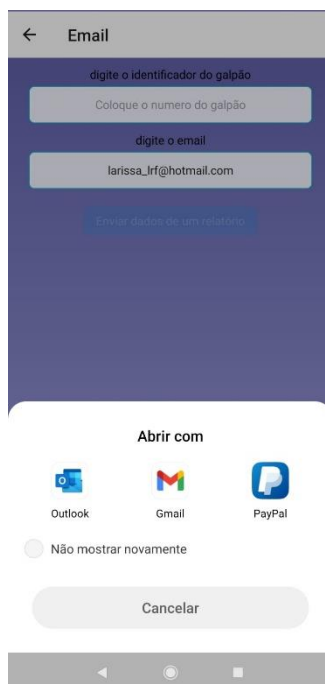 Email
digite o identificador do galpão
Coloque o numero do galpão
digite o email
larissa_lrf@hotmail.com
Enviar dados de um relatório
Abrir com
Outlook Gmail PayPal
Não mostrar novamente
Cancelar